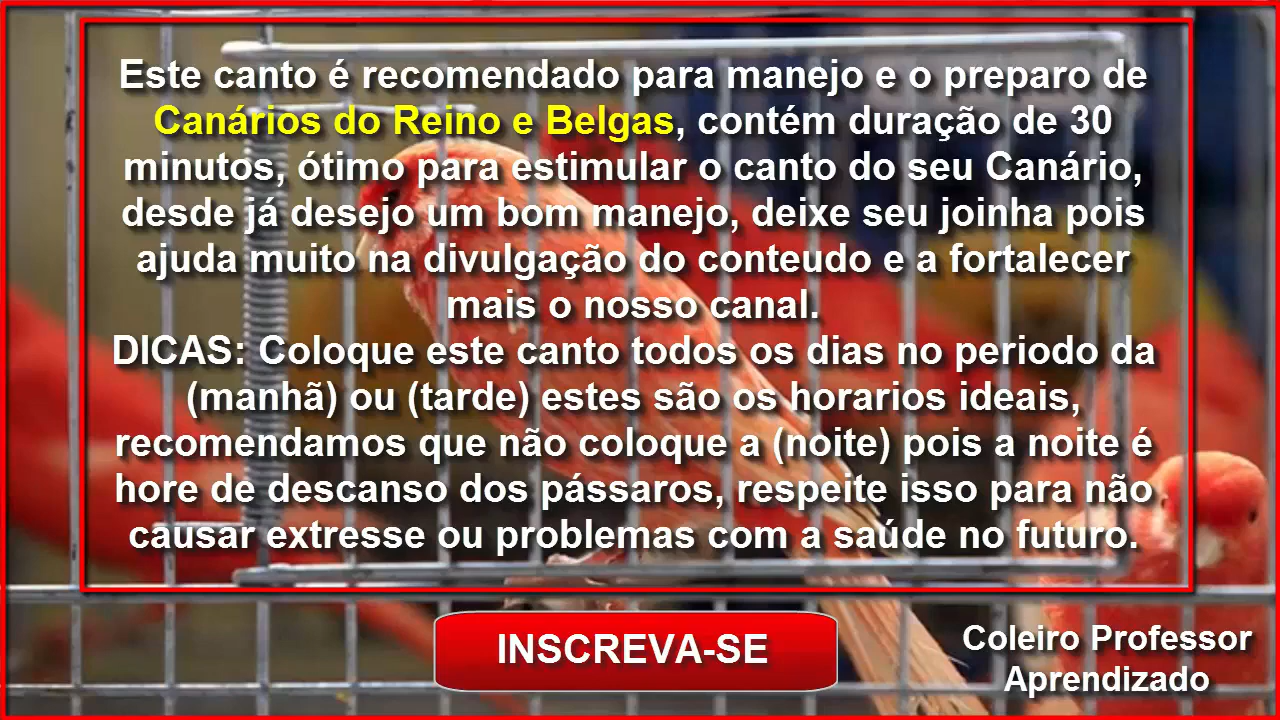 Este canto é recomendado para manejo e o preparo de
Canários do Reino e Belgas, contém duração de 30
minutos, ótimo para estimular o canto do seu Canário,
desde já desejo um bom manejo, deixe seu joinha pois
ajuda muito na divulgação do conteudo e a fortalecer
mais o nosso canal.
DICAS: Coloque este canto todos os dias no periodo da
(manhã) ou (tarde) estes são os horarios ideais,
recomendamos que não coloque a (noite) pois a noite é
hore de descanso dos pássaros, respeite isso para não
causar extresse ou problemas com a saúde no futuro.
INSCREVA-SE
Coleiro Professor
Aprendizado